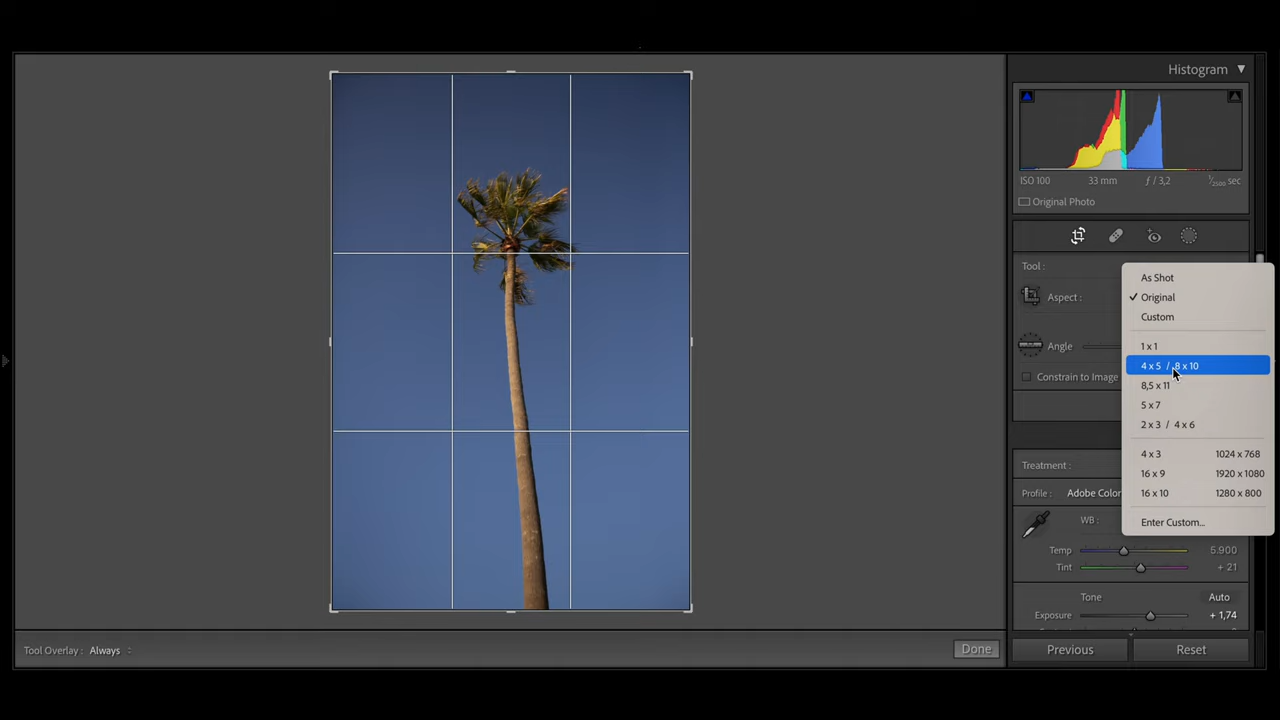 Histogram
ISO 100 33 mm ƒ / 3,2 1/2500 sec
Original Photo
Tool :
Aspect :
As Shot
Original
Custom
Angle
1 x 1
4 x 5 / 8 x 10
Constrain to Image
8,5 x 11
5 x 7
2 x 3 / 4 x 6
4 x 3 1024 x 768
Treatment :
16 x 9 1920 x 1080
Profile : Adobe Color
16 x 10 1280 x 800
WB :
Enter Custom...
Temp 5.900
Tint + 21
Tone Auto
Exposure + 1,74
Tool Overlay : Always
Done
Previous Reset